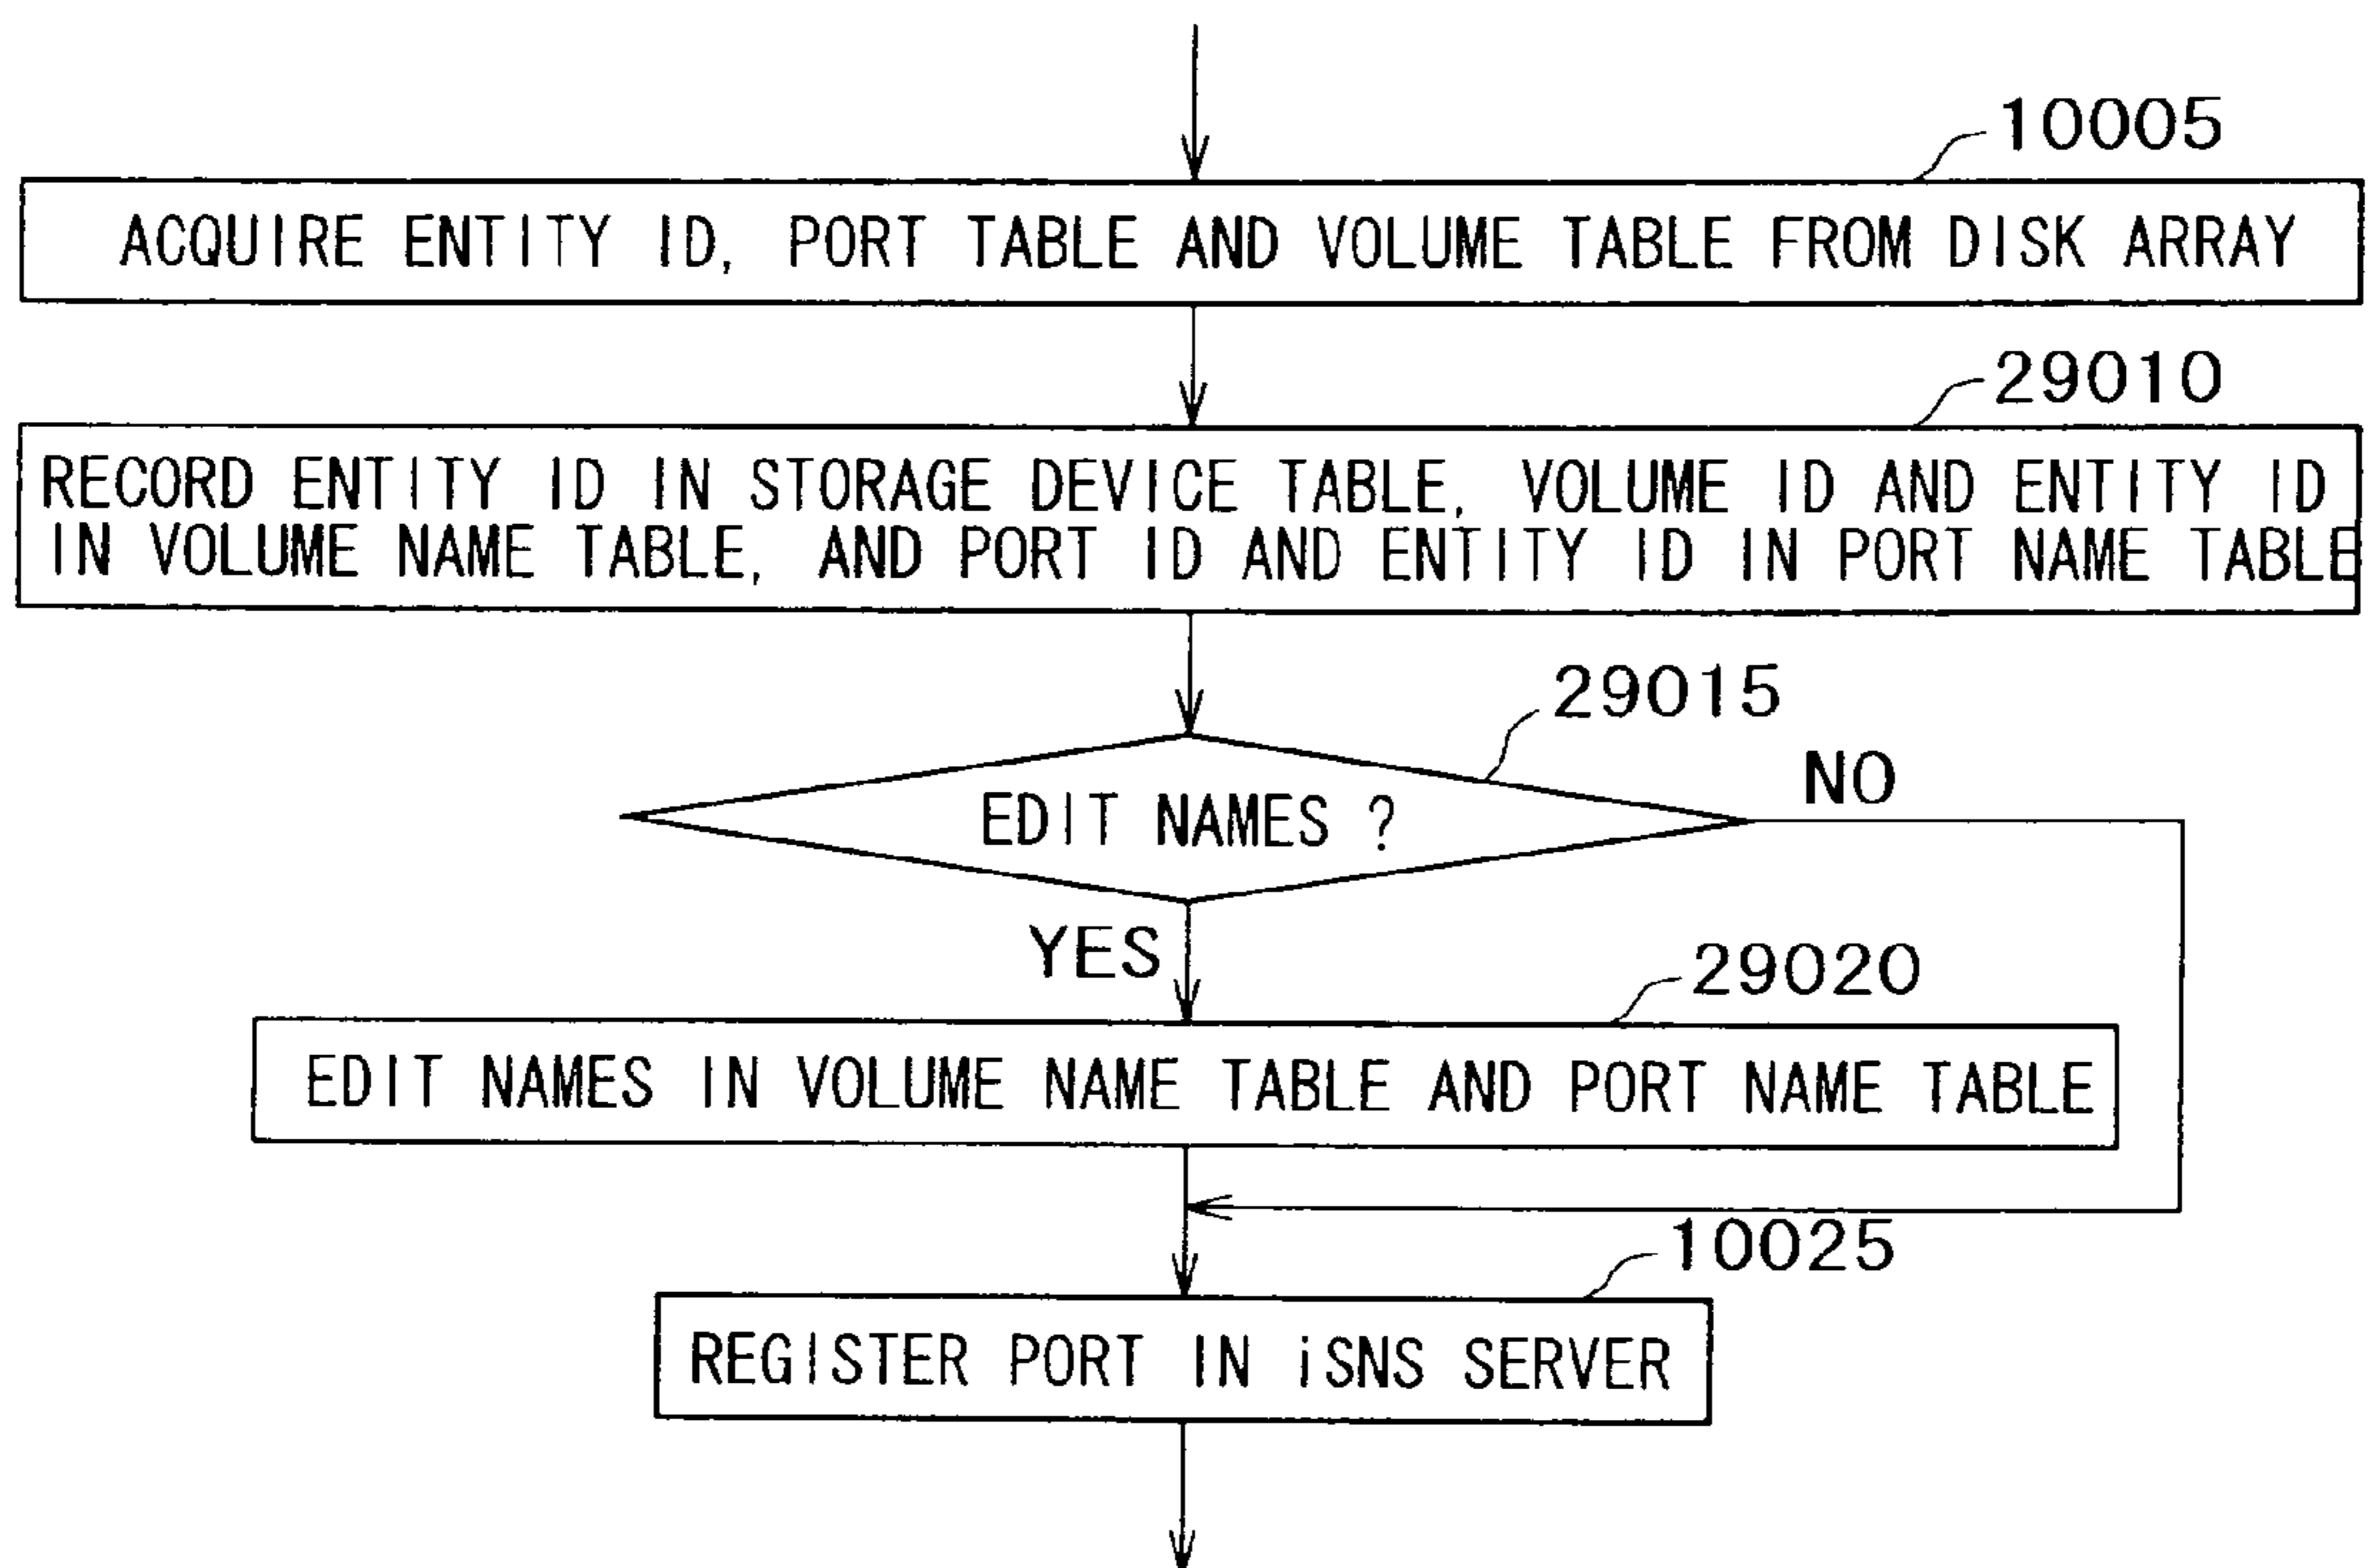 10005
ACQUIRE ENTITY ID, PORT TABLE AND VOLUME TABLE FROM DISK ARRAY
29010
RECORD ENTITY ID IN STORAGE DEVICE TABLE, VOLUME ID AND ENTITY ID
IN VOLUME NAME TABLE, AND PORT ID AND ENTITY ID IN PORT NAME TABLE
29015
NO
EDIT NAMES ?
YES
29020
EDIT NAMES IN VOLUME NAME TABLE AND PORT NAME TABLE
10025
REGISTER PORT IN iSNS SERVER